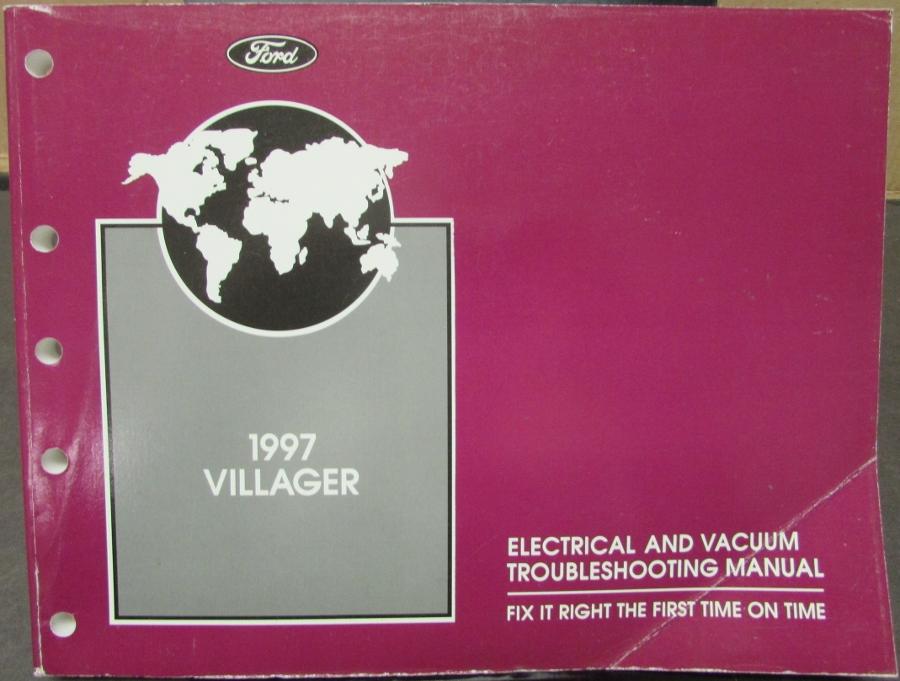 Ford
1997
VILLAGER
ELECTRICAL AND VACUUM
TROUBLESHOOTING MANUAL
FIX IT RIGHT THE FIRST TIME ON TIME